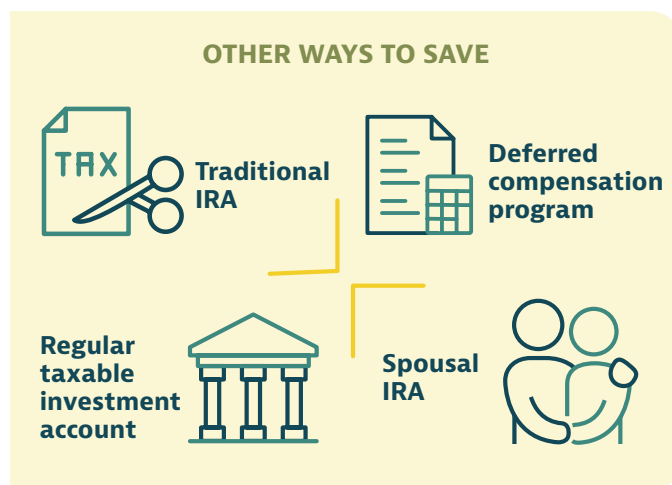 OTHER WAYS TO SAVE
TAX
Traditional
IRA
Deferred
compensation
program
Regular
taxable
investment
account
Spousal
IRA